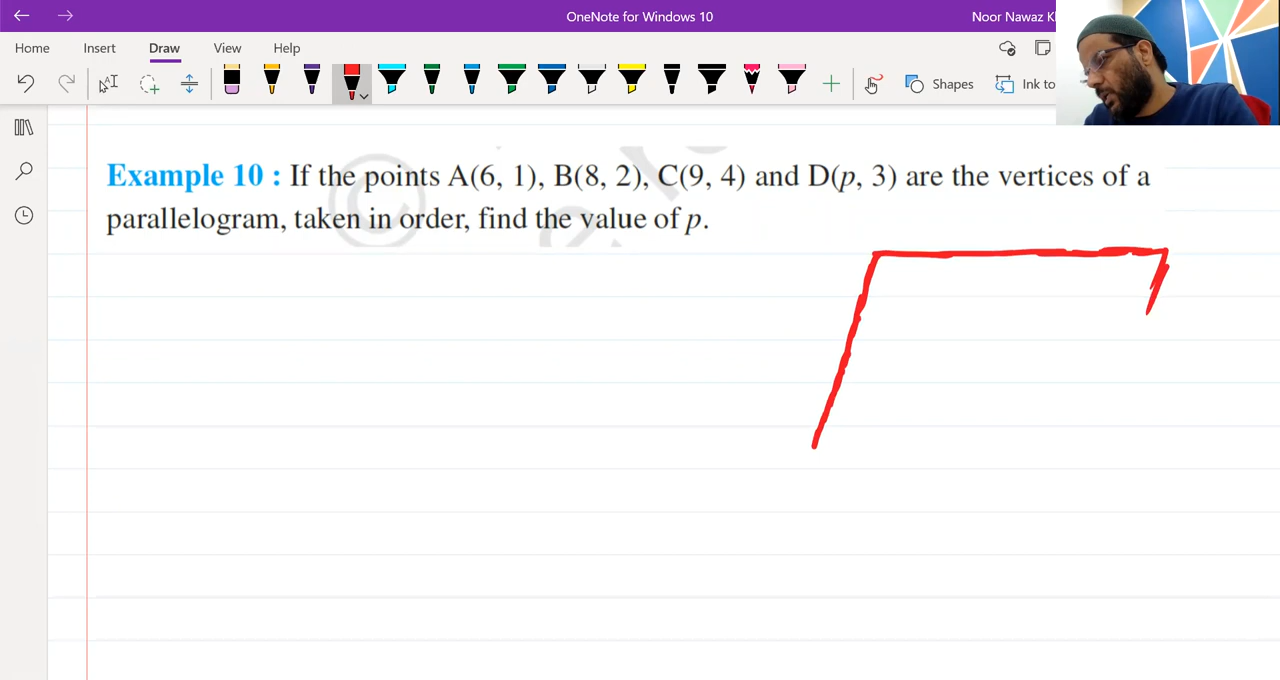 OneNote for Windows 10
Noor Nawaz Kh
Home Insert Draw View Help
Shapes Ink to
Example 10 : If the points A(6, 1), B(8, 2), C(9, 4) and D(p, 3) are the vertices of a
parallelogram, taken in order, find the value of p.